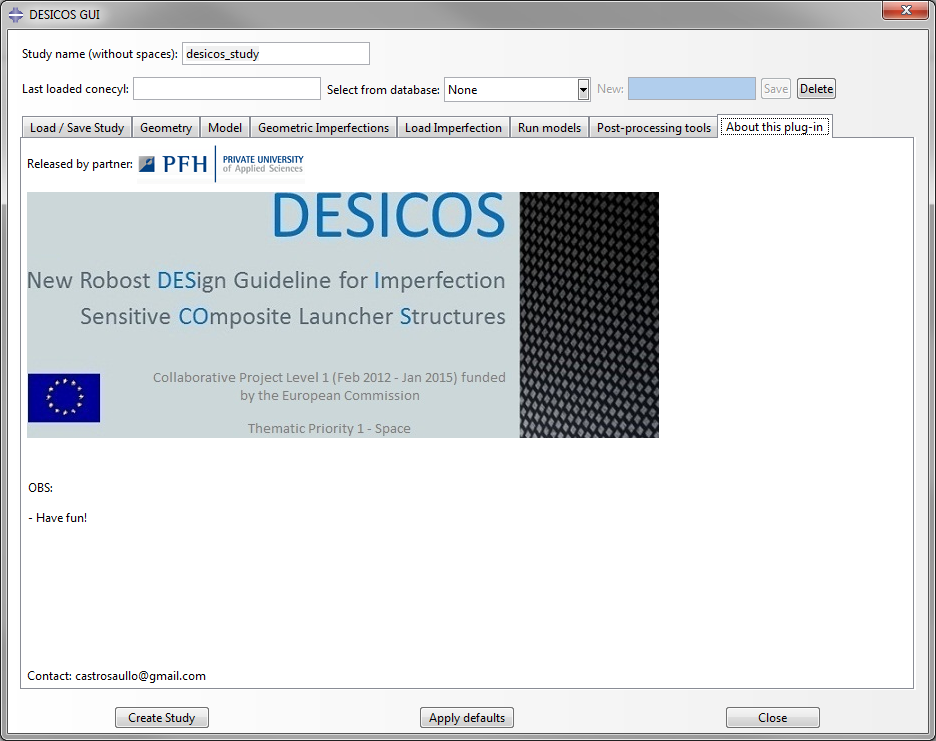 DESICOS GUI
Study name (without spaces): desicos_study
Last loaded conecyl: Select from database: None New: Save Delete
Load / Save Study Geometry Model Geometric Imperfections Load Imperfection Run models Post-processing tools About this plug-in
Released by partner: PFH PRIVATE UNIVERSITY
of Applied Sciences
DESICOS
New Robost DESign Guideline for Imperfection
Sensitive COmposite Launcher Structures
Collaborative Project Level 1 (Feb 2012 - Jan 2015) funded
by the European Commission
Thematic Priority 1 - Space
OBS:
- Have fun!
Contact: castrosaullo@gmail.com
Create Study Apply defaults Close